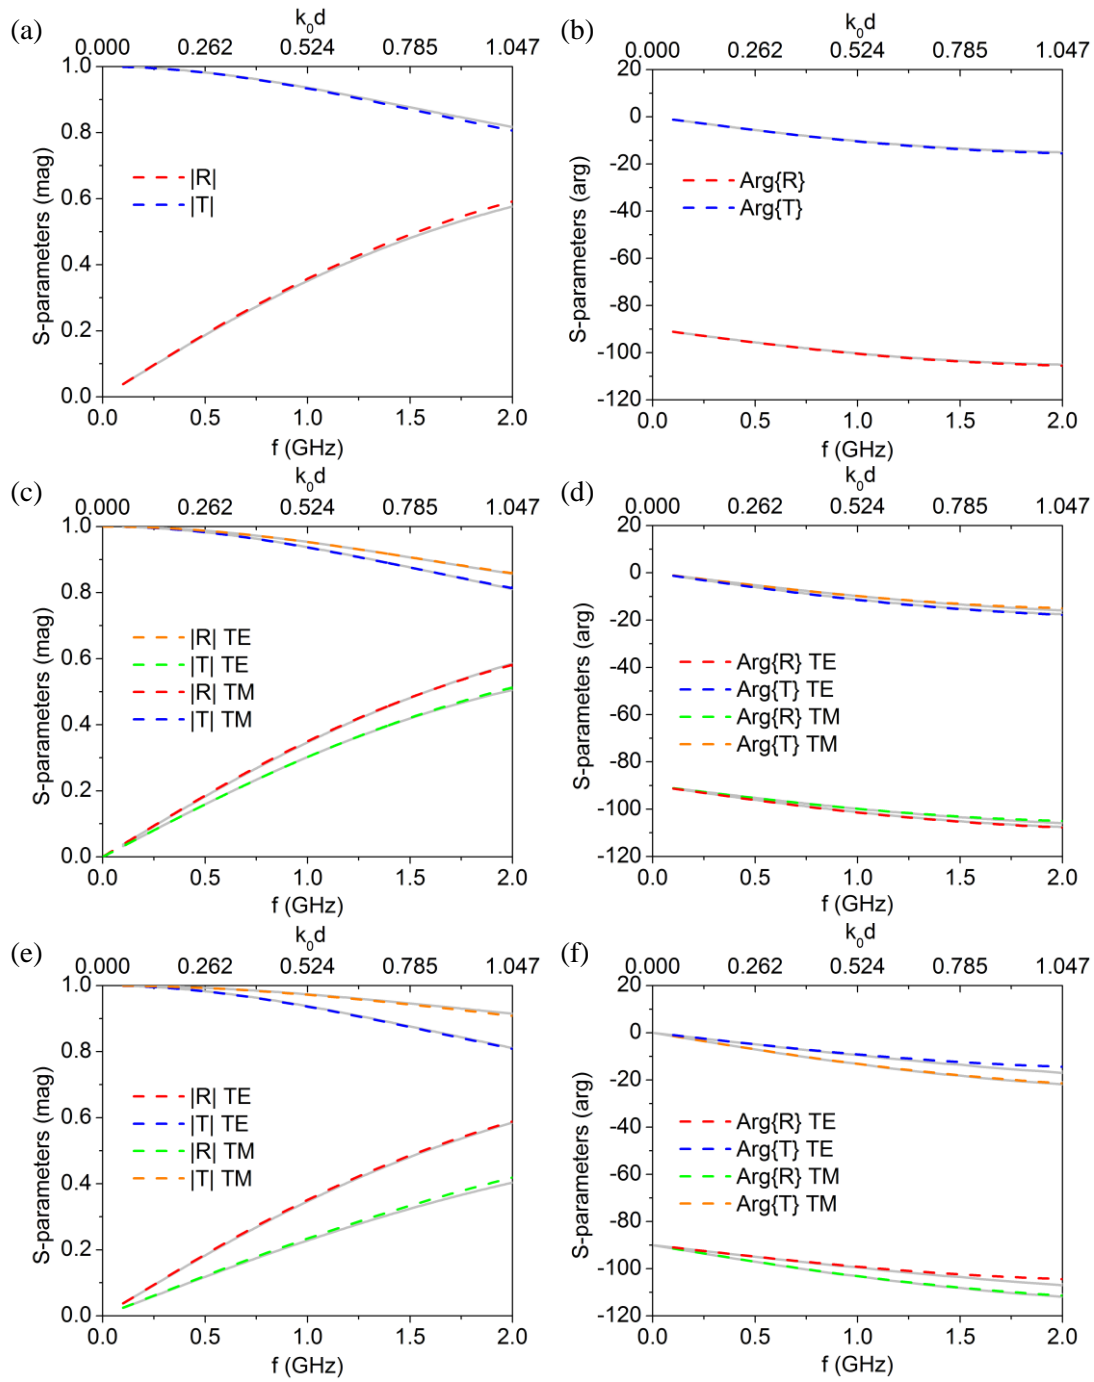 (a)
k0d
0.000 0.262 0.524 0.785 1.047
1.0
0.8
0.6
0.4
0.2
0.0
S-parameters (mag)
|R|
|T|
0.0 0.5 1.0 1.5 2.0
f (GHz)
(b)
k0d
0.000 0.262 0.524 0.785 1.047
20
0
-20
-40
-60
-80
-100
-120
S-parameters (arg)
Arg{R}
Arg{T}
0.0 0.5 1.0 1.5 2.0
f (GHz)
(c)
k0d
0.000 0.262 0.524 0.785 1.047
1.0
0.8
0.6
0.4
0.2
0.0
S-parameters (mag)
|R| TE
|T| TE
|R| TM
|T| TM
0.0 0.5 1.0 1.5 2.0
f (GHz)
(d)
k0d
0.000 0.262 0.524 0.785 1.047
20
0
-20
-40
-60
-80
-100
-120
S-parameters (arg)
Arg{R} TE
Arg{T} TE
Arg{R} TM
Arg{T} TM
0.0 0.5 1.0 1.5 2.0
f (GHz)
(e)
k0d
0.000 0.262 0.524 0.785 1.047
1.0
0.8
0.6
0.4
0.2
0.0
S-parameters (mag)
|R| TE
|T| TE
|R| TM
|T| TM
0.0 0.5 1.0 1.5 2.0
f (GHz)
(f)
k0d
0.000 0.262 0.524 0.785 1.047
20
0
-20
-40
-60
-80
-100
-120
S-parameters (arg)
Arg{R} TE
Arg{T} TE
Arg{R} TM
Arg{T} TM
0.0 0.5 1.0 1.5 2.0
f (GHz)